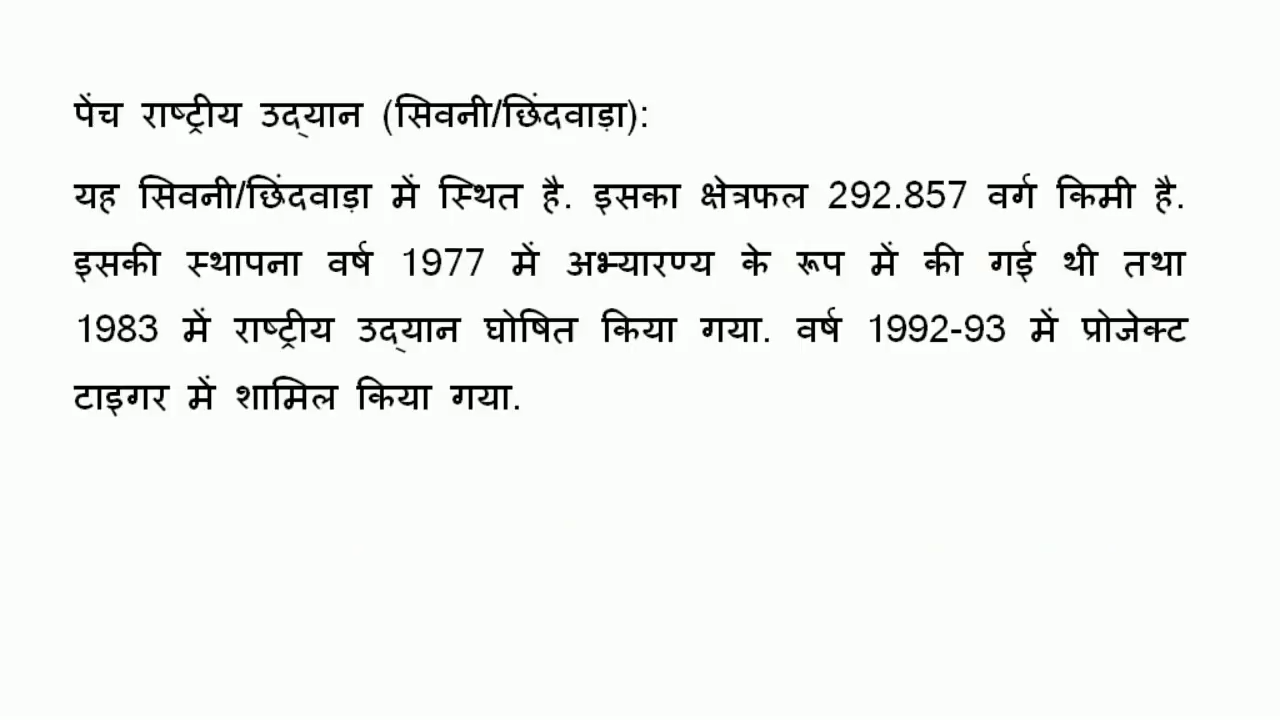 पेंच राष्ट्रीय उद्‌यान (सिवनी/छिंदवाड़ा):
यह सिवनी/छिंदवाड़ा में स्थित है. इसका क्षेत्रफल 292.857 वर्ग किमी है.
इसकी स्थापना वर्ष 1977 में अभ्यारण्य के रूप में की गई थी तथा
1983 में राष्ट्रीय उद्‌यान घोषित किया गया. वर्ष 1992-93 में प्रोजेक्ट
टाइगर में शामिल किया गया.